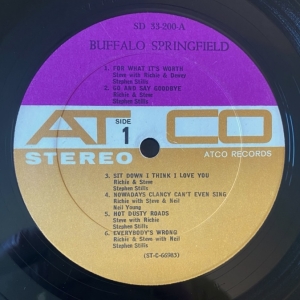 SD 33-200-A
BUFFALO SPRINGFIELD
1. FOR WHAT IT'S WORTH
Steve with Richie & Dewey
Stephen Stills
2. GO AND SAY GOODBYE
Richie & Steve
Stephen Stills
ATCO
SIDE
1
STEREO
ATCO RECORDS
3. SIT DOWN I THINK I LOVE YOU
Richie & Steve
Stephen Stills
4. NOWADAYS CLANCY CAN'T EVEN SING
Richie with Steve & Neil
Neil Young
5. HOT DUSTY ROADS
Steve with Richie
Stephen Stills
6. EVERYBODY'S WRONG
Richie & Steve with Neil
Stephen Stills
(ST-C-66983)